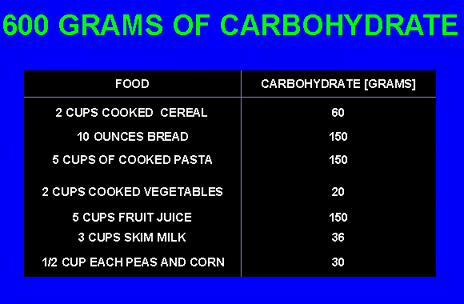 600 GRAMS OF CARBOHYDRATE
FOOD CARBOHYDRATE [GRAMS]
2 CUPS COOKED CEREAL 60
10 OUNCES BREAD 150
5 CUPS OF COOKED PASTA 150
2 CUPS COOKED VEGETABLES 20
5 CUPS FRUIT JUICE 150
3 CUPS SKIM MILK 36
1/2 CUP EACH PEAS AND CORN 30